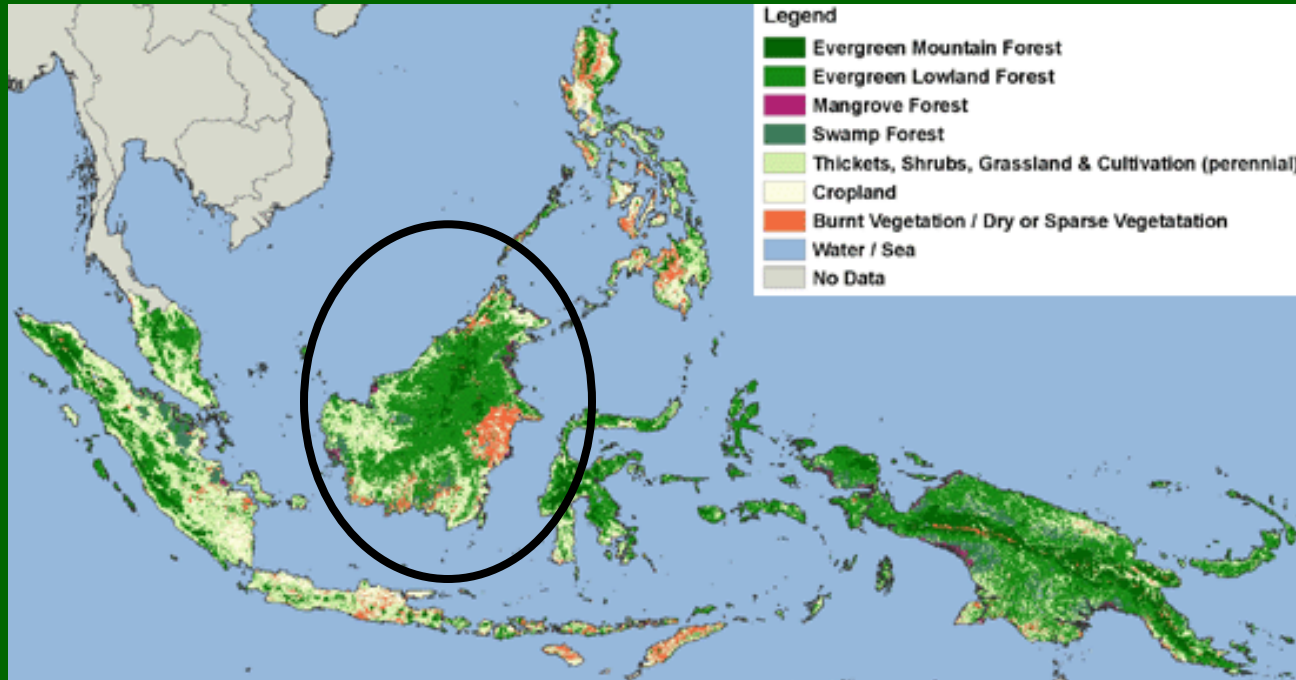 Legend
Evergreen Mountain Forest
Evergreen Lowland Forest
Mangrove Forest
Swamp Forest
Thickets, Shrubs, Grassland & Cultivation (perennial)
Cropland
Burnt Vegetation / Dry or Sparse Vegetatation
Water / Sea
No Data